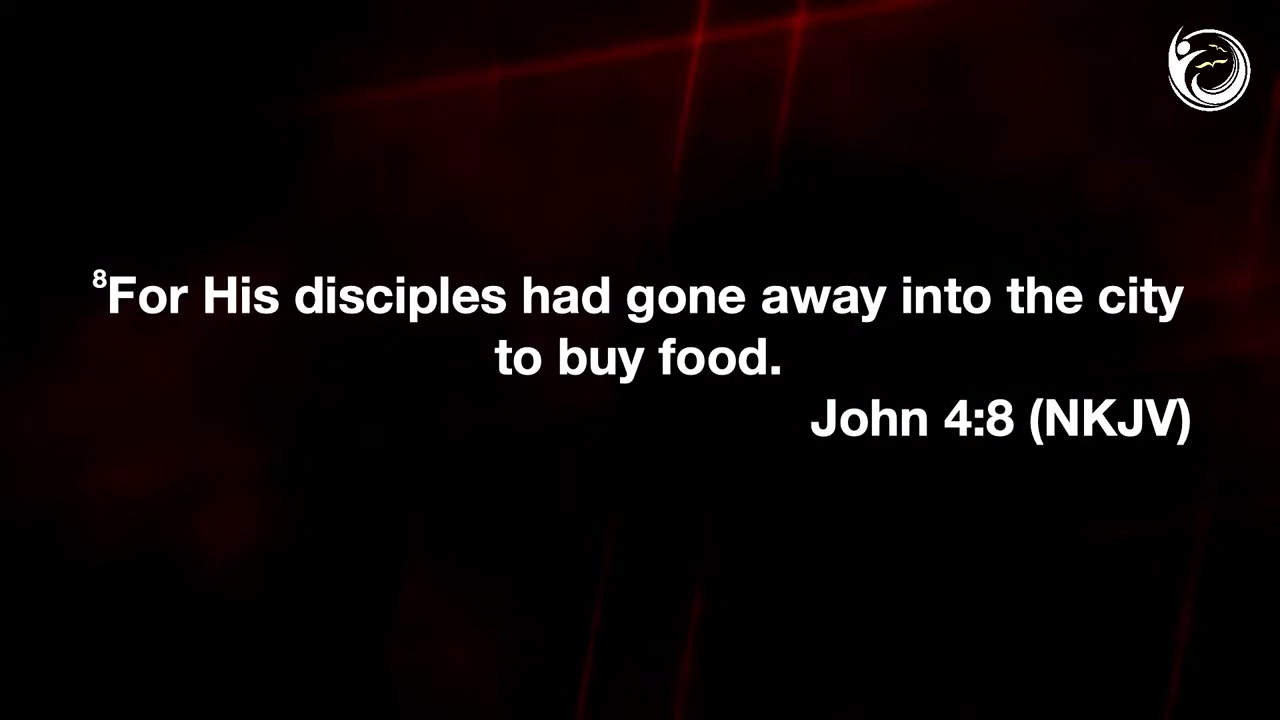 ⁸For His disciples had gone away into the city
to buy food.
John 4:8 (NKJV)